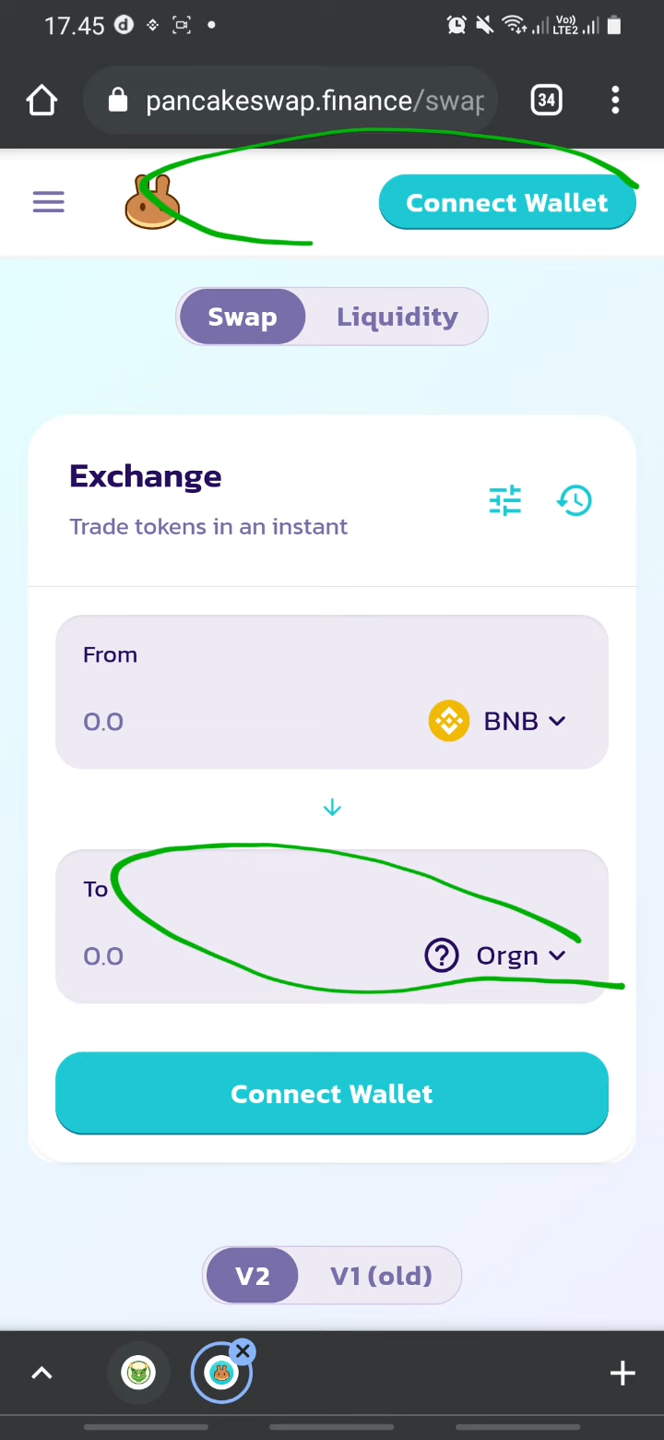 17.45
Vo)) LTE2
pancakeswap.finance/swap
34
Connect Wallet
Swap
Liquidity
Exchange
Trade tokens in an instant
From
0.0
BNB
To
0.0
? Orgn
Connect Wallet
V2
V1 (old)